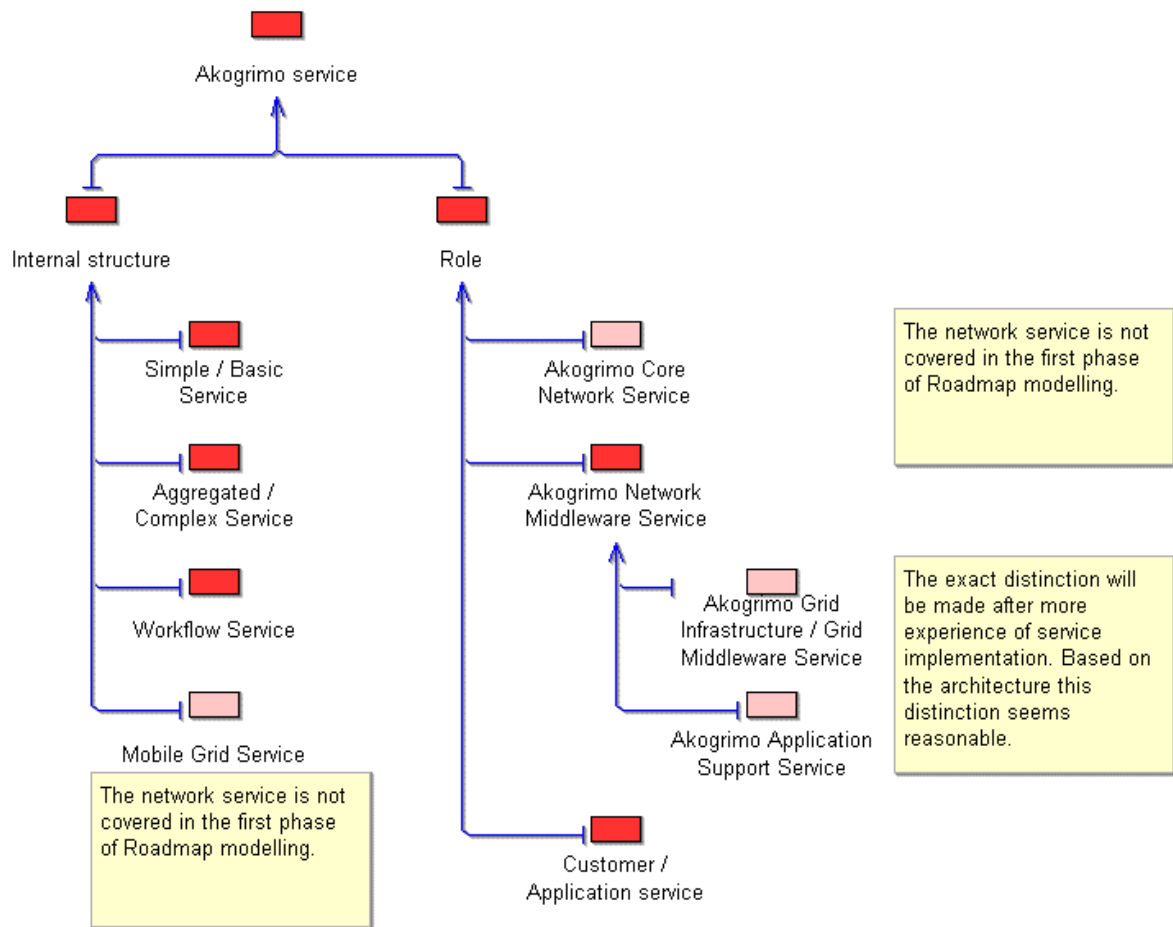 Akogrimo service
Internal structure
Role
Simple / Basic
Service
Akogrimo Core
Network Service
The network service is not
covered in the first phase
of Roadmap modelling.
Aggregated /
Complex Service
Akogrimo Network
Middleware Service
Workflow Service
Akogrimo Grid
Infrastructure / Grid
Middleware Service
The exact distinction will
be made after more
experience of service
implementation. Based on
the architecture this
distinction seems
reasonable.
Mobile Grid Service
Akogrimo Application
Support Service
The network service is not
covered in the first phase
of Roadmap modelling.
Customer /
Application service